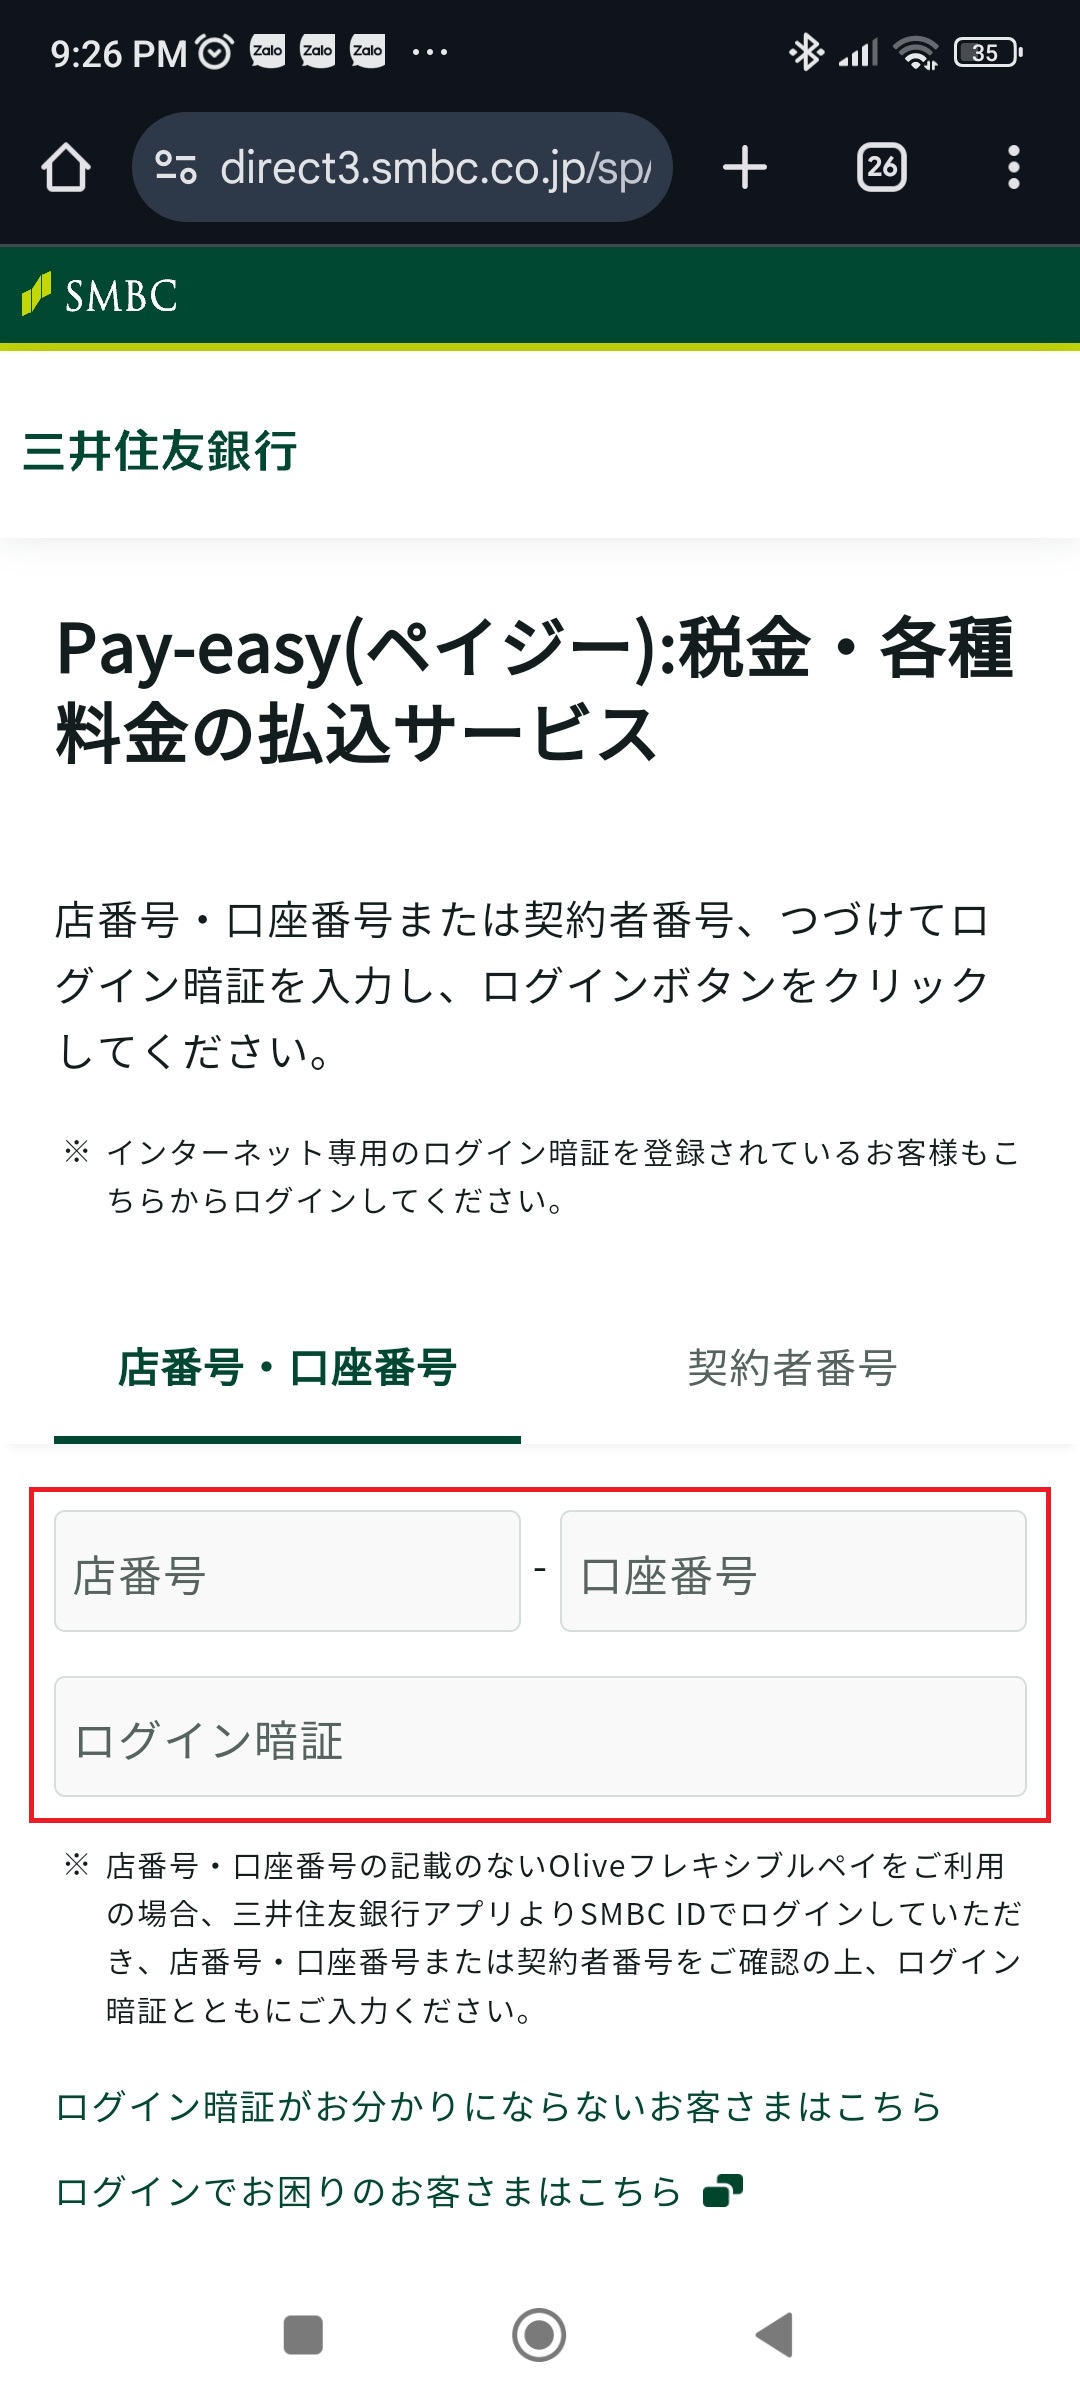 9:26 PM Zalo Zalo Zalo ... 35
direct3.smbc.co.jp/sp/ 26
SMBC
三井住友銀行
Pay-easy(ペイジー):税金・各種
料金の払込サービス
店番号・口座番号または契約者番号、つづけてロ
グイン暗証を入力し、ログインボタンをクリック
してください。
※ インターネット専用のログイン暗証を登録されているお客様もこ
ちらからログインしてください。
店番号・口座番号 契約者番号
店番号 - 口座番号
ログイン暗証
※ 店番号・口座番号の記載のないOliveフレキシブルペイをご利用
の場合、三井住友銀行アプリよりSMBC IDでログインしていただ
き、店番号・口座番号または契約者番号をご確認の上、ログイン
暗証とともにご入力ください。
ログイン暗証がお分かりにならないお客さまはこちら
ログインでお困りのお客さまはこちら